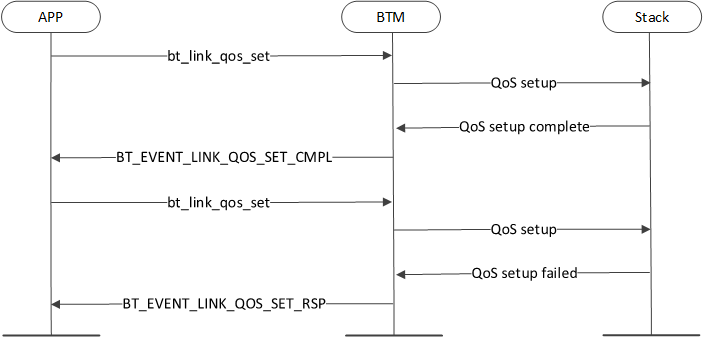 APP
BTM
Stack
bt_link_qos_set
QoS setup
QoS setup complete
BT_EVENT_LINK_QOS_SET_CMPL
bt_link_qos_set
QoS setup
QoS setup failed
BT_EVENT_LINK_QOS_SET_RSP